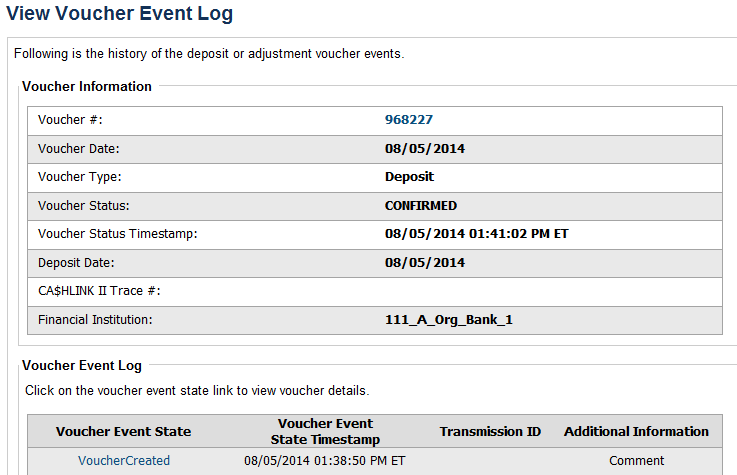 View Voucher Event Log
Following is the history of the deposit or adjustment voucher events.
Voucher Information
Voucher #: 968227
Voucher Date: 08/05/2014
Voucher Type: Deposit
Voucher Status: CONFIRMED
Voucher Status Timestamp: 08/05/2014 01:41:02 PM ET
Deposit Date: 08/05/2014
CA$HLINK II Trace #:
Financial Institution: 111_A_Org_Bank_1
Voucher Event Log
Click on the voucher event state link to view voucher details.
Voucher Event State Voucher Event State Timestamp Transmission ID Additional Information
VoucherCreated 08/05/2014 01:38:50 PM ET Comment